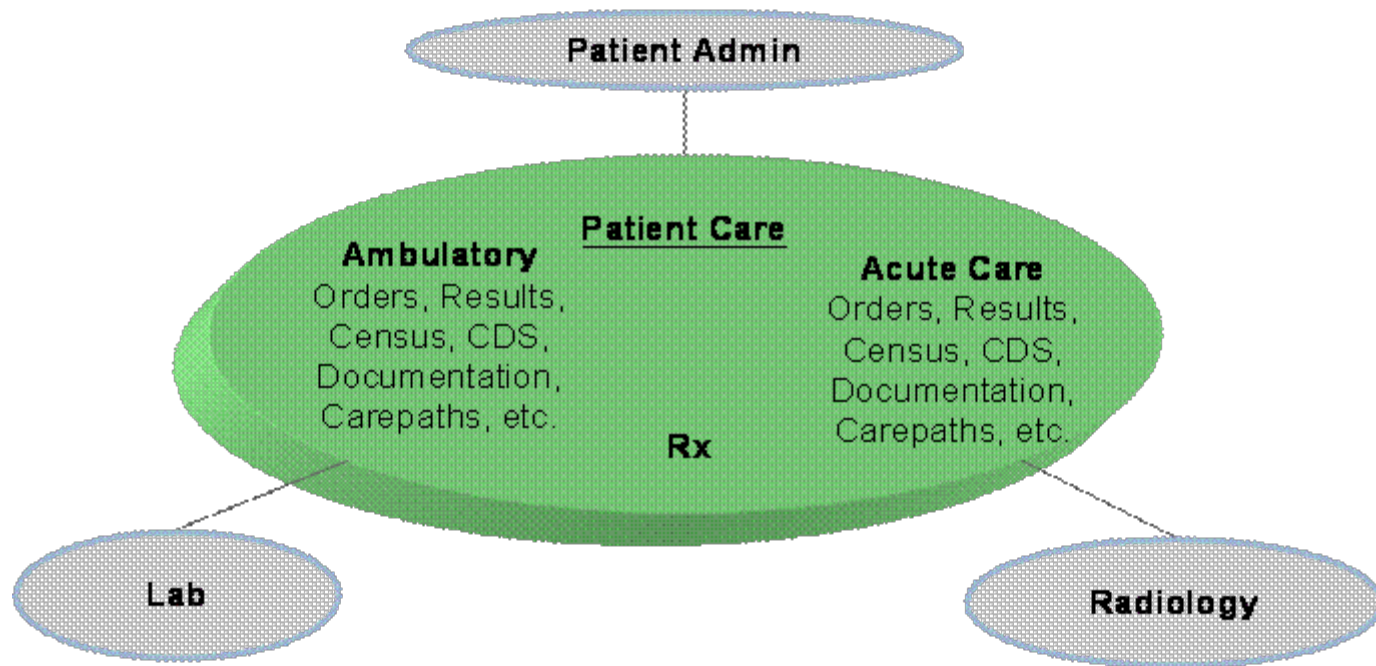 Patient Admin
Patient Care
Ambulatory
Orders, Results,
Census, CDS,
Documentation,
Carepaths, etc.
Acute Care
Orders, Results,
Census, CDS,
Documentation,
Carepaths, etc.
Rx
Lab
Radiology